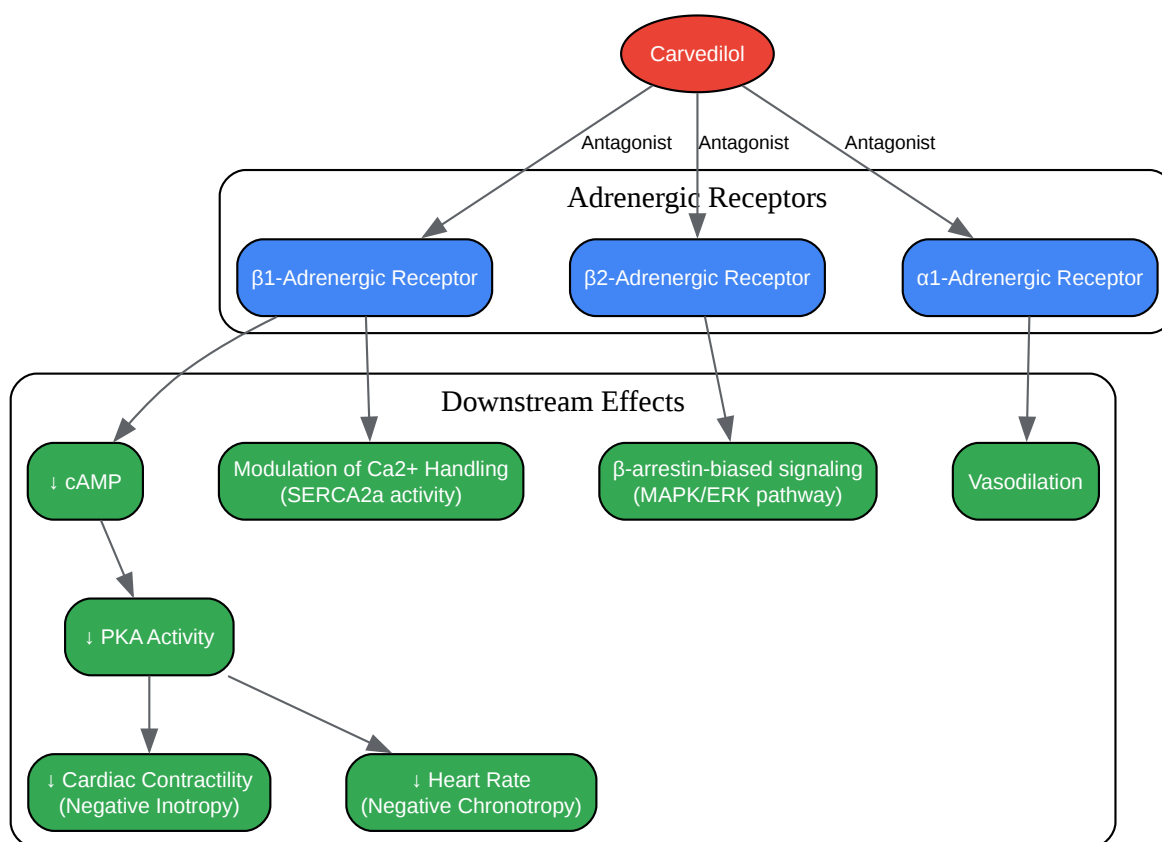 Carvedilol
Antagonist
Antagonist
Antagonist
Adrenergic Receptors
β1-Adrenergic Receptor
β2-Adrenergic Receptor
α1-Adrenergic Receptor
Downstream Effects
↓ cAMP
Modulation of Ca2+ Handling
(SERCA2a activity)
β-arrestin-biased signaling
(MAPK/ERK pathway)
Vasodilation
↓ PKA Activity
↓ Cardiac Contractility
(Negative Inotropy)
↓ Heart Rate
(Negative Chronotropy)